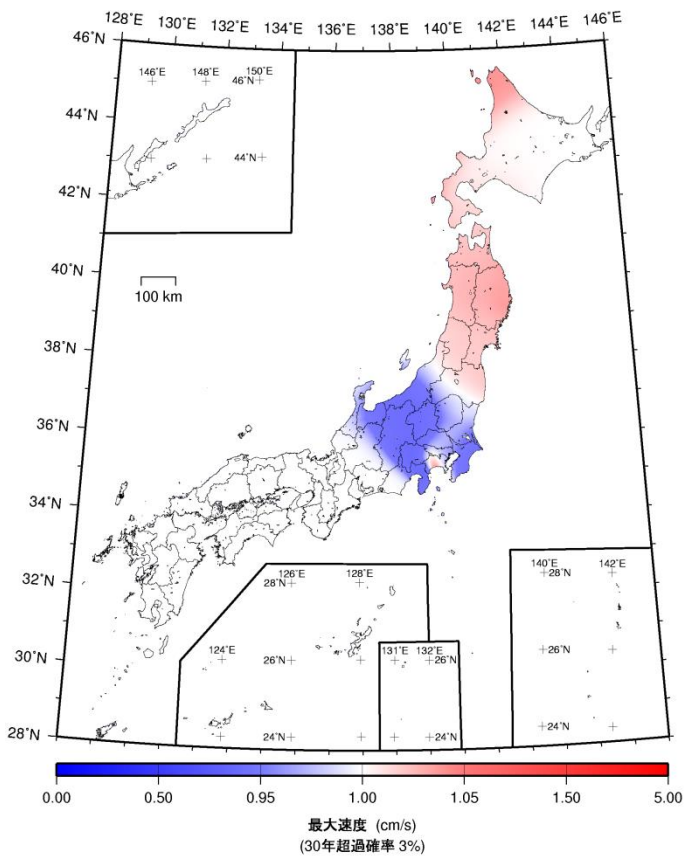 128°E 130°E 132°E 134°E 136°E 138°E 140°E 142°E 144°E 146°E
46°N
146°E 148°E 150°E
46°N
44°N
44°N
42°N
40°N
100 km
38°N
36°N
34°N
32°N
126°E 128°E
28°N
140°E 142°E
28°N
30°N
124°E
26°N
131°E 132°E
26°N
26°N
28°N
24°N
24°N
24°N
0.00 0.50 0.95 1.00 1.05 1.50 5.00
最大速度 (cm/s)
(30年超過確率 3%)